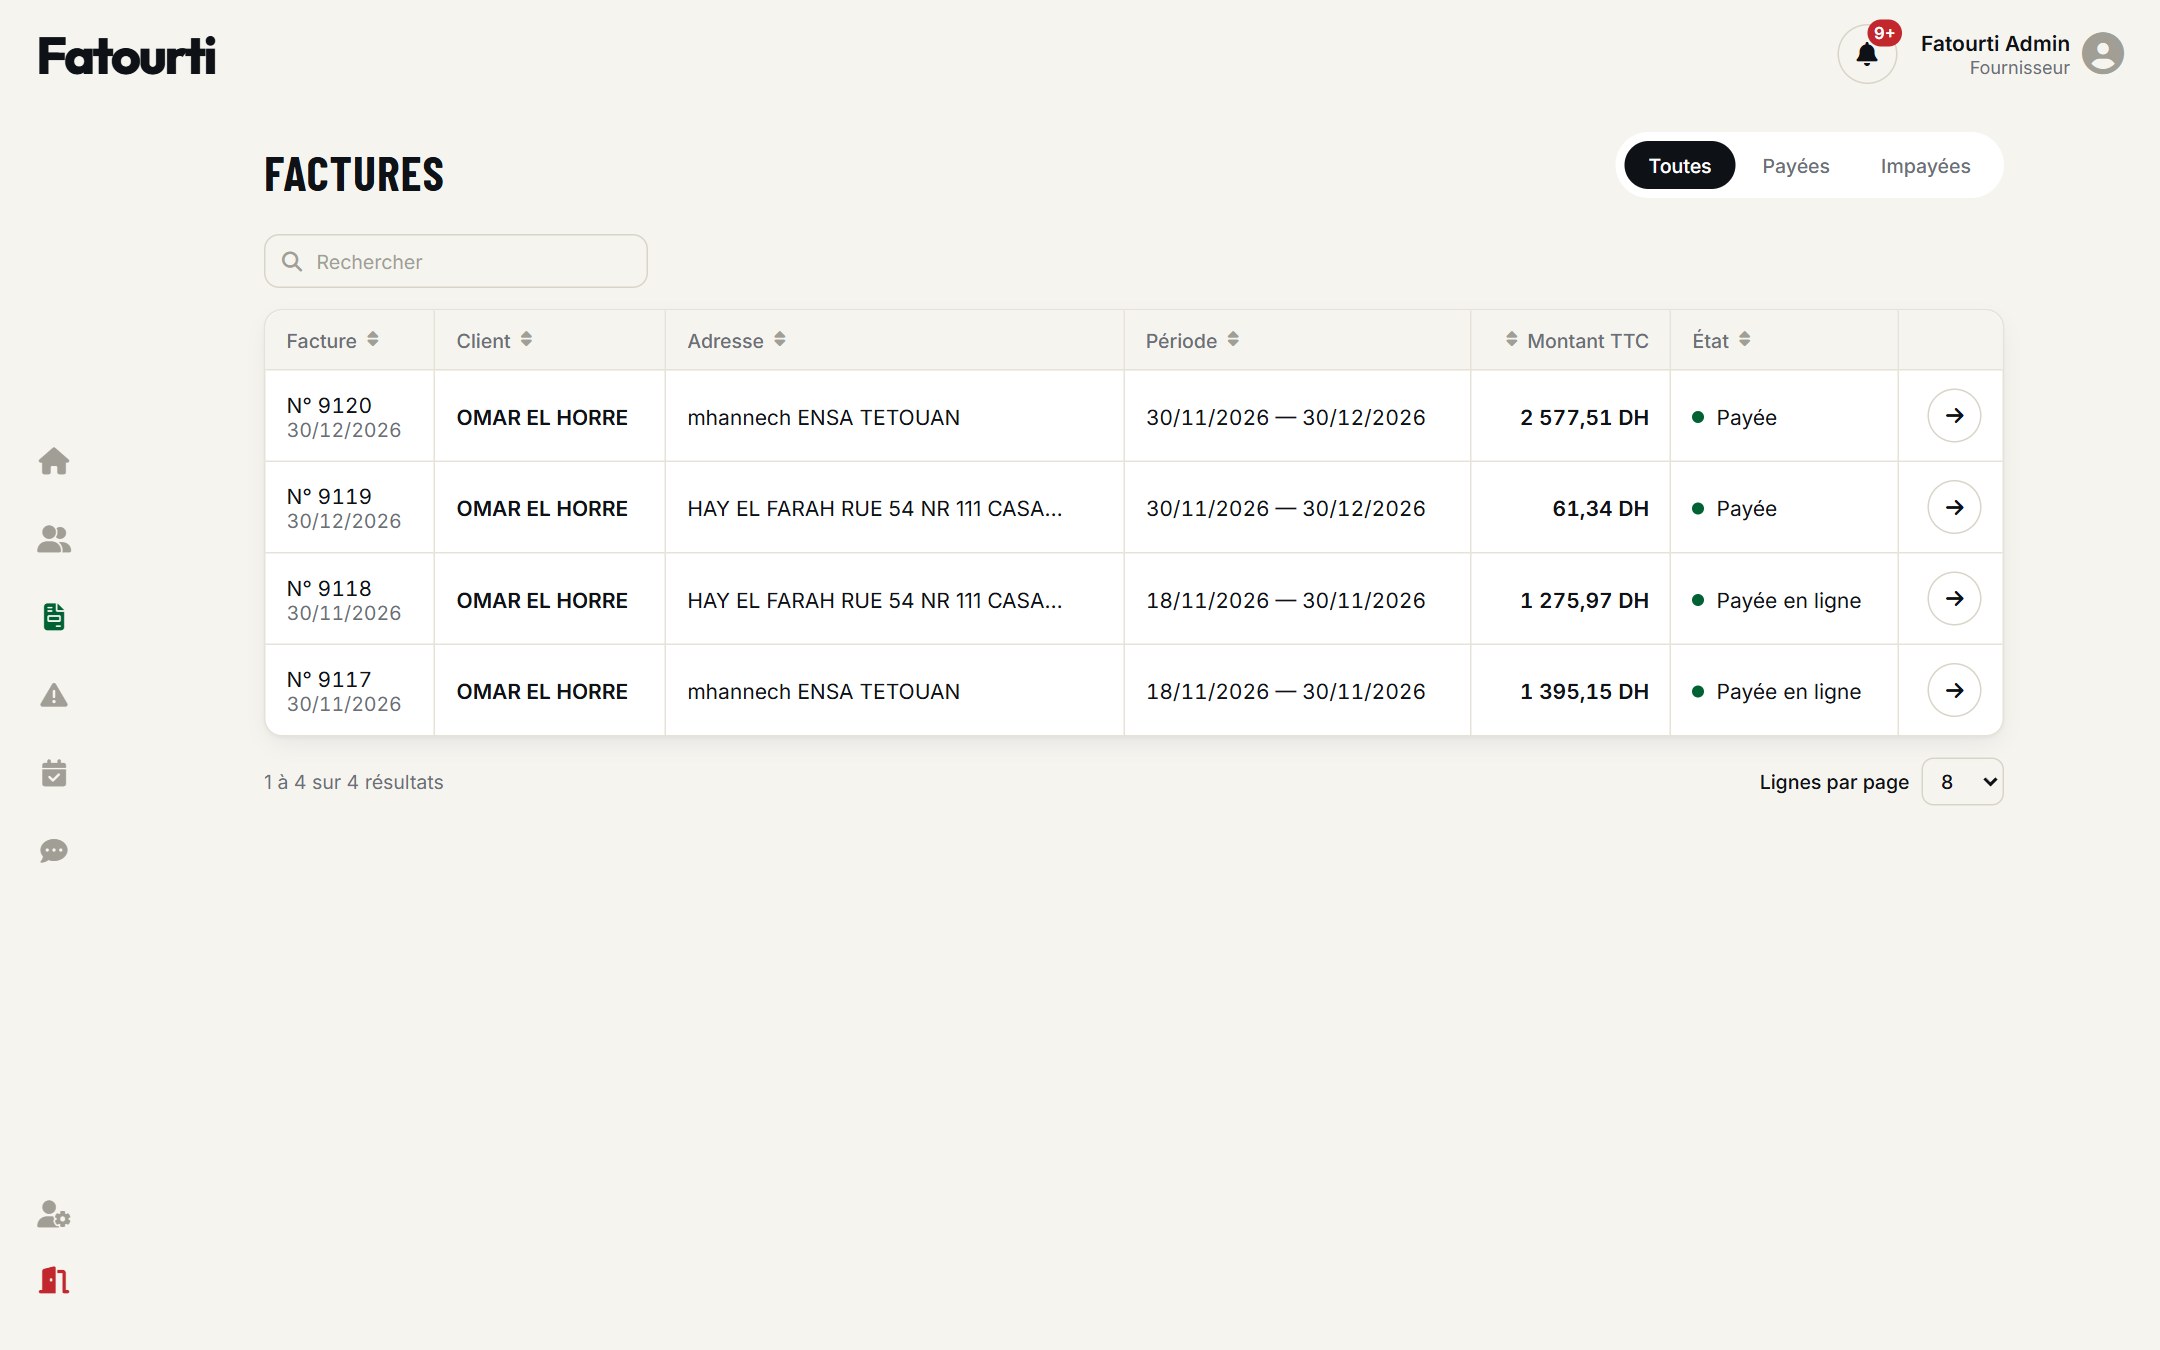 Fatourti
9+
Fatourti Admin
Fournisseur
FACTURES
Toutes Payées Impayées
Rechercher
Facture Client Adresse Période Montant TTC État
N° 9120
30/12/2026
OMAR EL HORRE mhannech ENSA TETOUAN 30/11/2026 — 30/12/2026 2 577,51 DH Payée
N° 9119
30/12/2026
OMAR EL HORRE HAY EL FARAH RUE 54 NR 111 CASA... 30/11/2026 — 30/12/2026 61,34 DH Payée
N° 9118
30/11/2026
OMAR EL HORRE HAY EL FARAH RUE 54 NR 111 CASA... 18/11/2026 — 30/11/2026 1 275,97 DH Payée en ligne
N° 9117
30/11/2026
OMAR EL HORRE mhannech ENSA TETOUAN 18/11/2026 — 30/11/2026 1 395,15 DH Payée en ligne
1 à 4 sur 4 résultats
Lignes par page 8